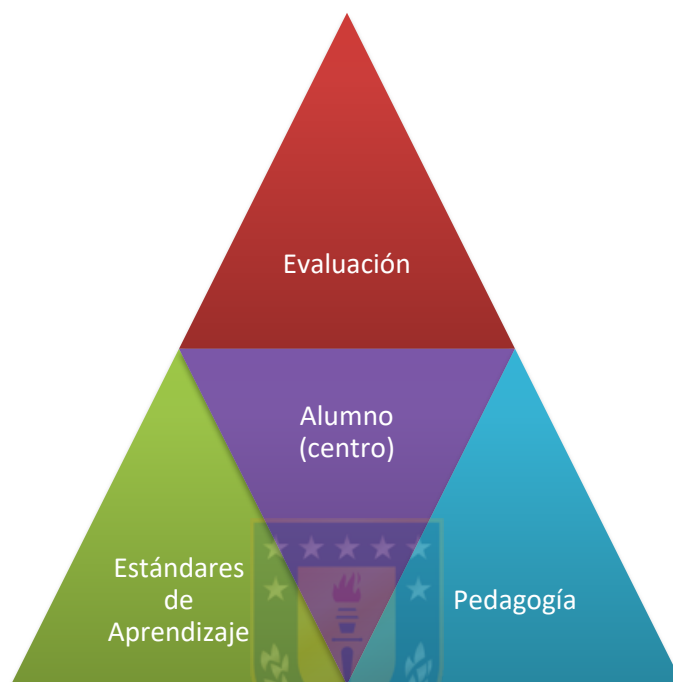 Evaluación
Alumno
(centro)
Estándares
de
Aprendizaje
Pedagogía